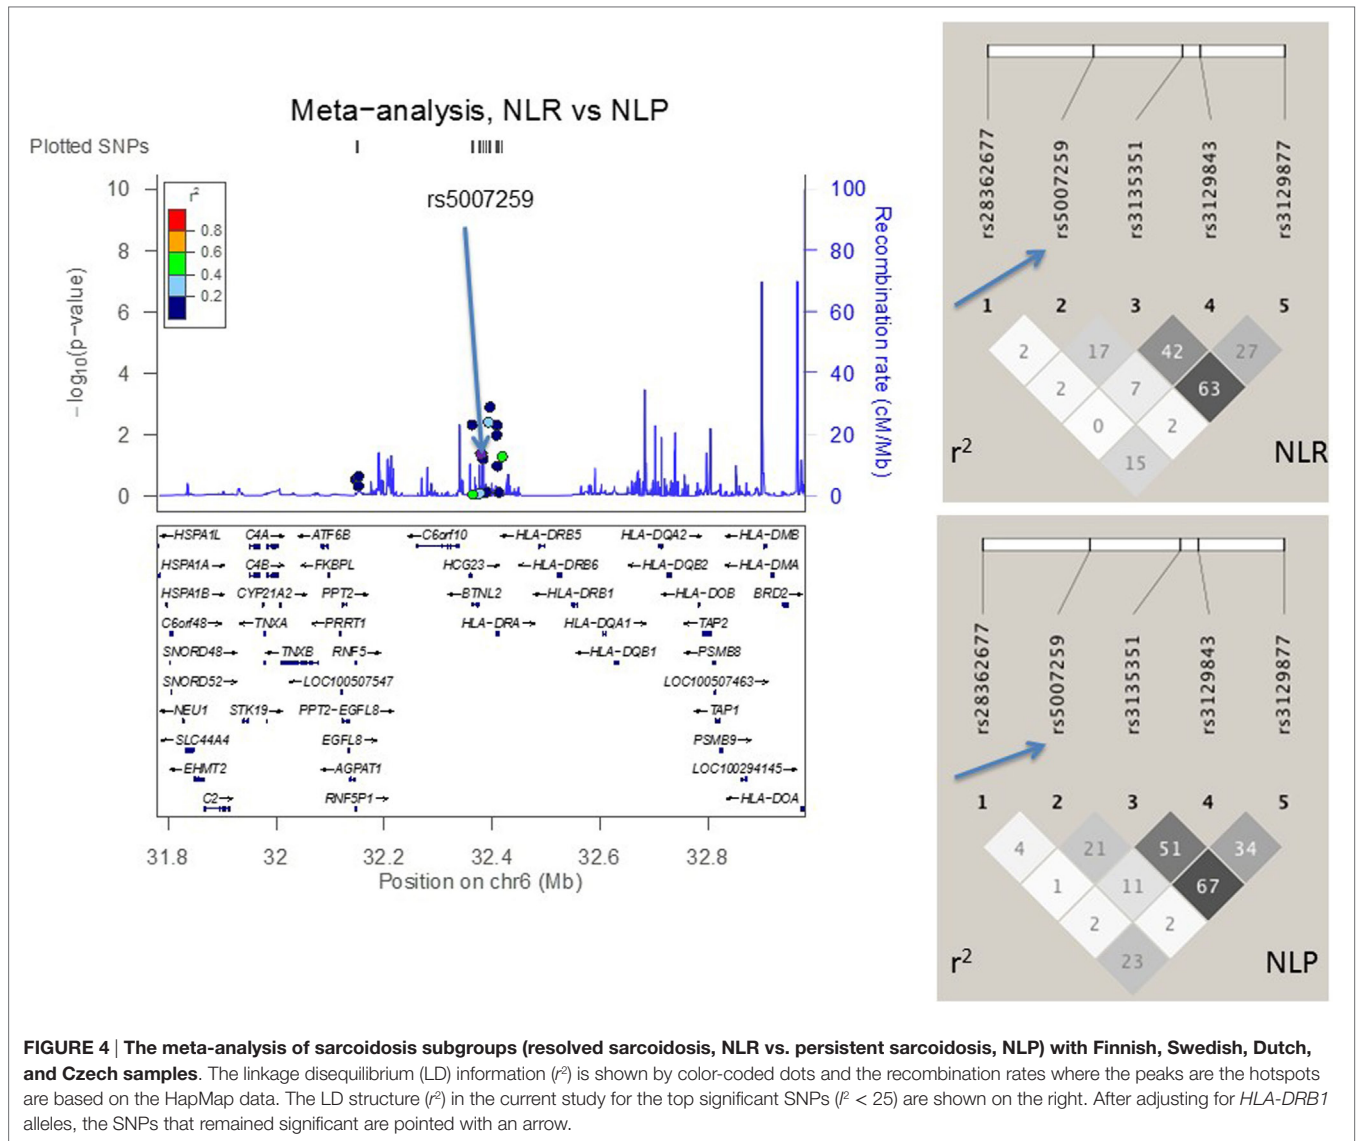 Meta−analysis, NLR vs NLP
Plotted SNPs
rs5007259
10
8
6
4
2
0
−log10(p−value)
r2
0.8
0.6
0.4
0.2
100
80
60
40
20
0
Recombination rate (cM/Mb)
←HSPA1L C4A→ ←ATF6B ←C6orf10 ←HLA−DRB5 HLA−DQA2→ ←HLA−DMB
HSPA1A→ C4B→ ←FKBPL HCG23→ ←HLA−DRB6 ←HLA−DQB2 ←HLA−DMA
HSPA1B→ CYP21A2→ PPT2→ ←BTNL2 ←HLA−DRB1 ←HLA−DOB BRD2→
C6orf48→ ←TNXA ←PRRT1 HLA−DRA→ HLA−DQA1→ ←TAP2
SNORD48→ ←TNXB RNF5→ ←HLA−DQB1 ←PSMB8
SNORD52→ ←LOC100507547 LOC100507463→
←NEU1 STK19→ PPT2−EGFL8→ ←TAP1
←SLC44A4 EGFL8→ PSMB9→
←EHMT2 ←AGPAT1 LOC100294145→
C2→ RNF5P1→ ←HLA−DOA
31.8 32 32.2 32.4 32.6 32.8
Position on chr6 (Mb)
rs28362677 rs5007259 rs3135351 rs3129843 rs3129877
1 2 3 4 5
2 17 42 27
2 7 63
0 2
15
r2 NLR
rs28362677 rs5007259 rs3135351 rs3129843 rs3129877
1 2 3 4 5
4 21 51 34
1 11 67
2 2
23
r2 NLP
FIGURE 4 | The meta-analysis of sarcoidosis subgroups (resolved sarcoidosis, NLR vs. persistent sarcoidosis, NLP) with Finnish, Swedish, Dutch,
and Czech samples. The linkage disequilibrium (LD) information (r2) is shown by color-coded dots and the recombination rates where the peaks are the hotspots
are based on the HapMap data. The LD structure (r2) in the current study for the top significant SNPs (I2 < 25) are shown on the right. After adjusting for HLA-DRB1
alleles, the SNPs that remained significant are pointed with an arrow.